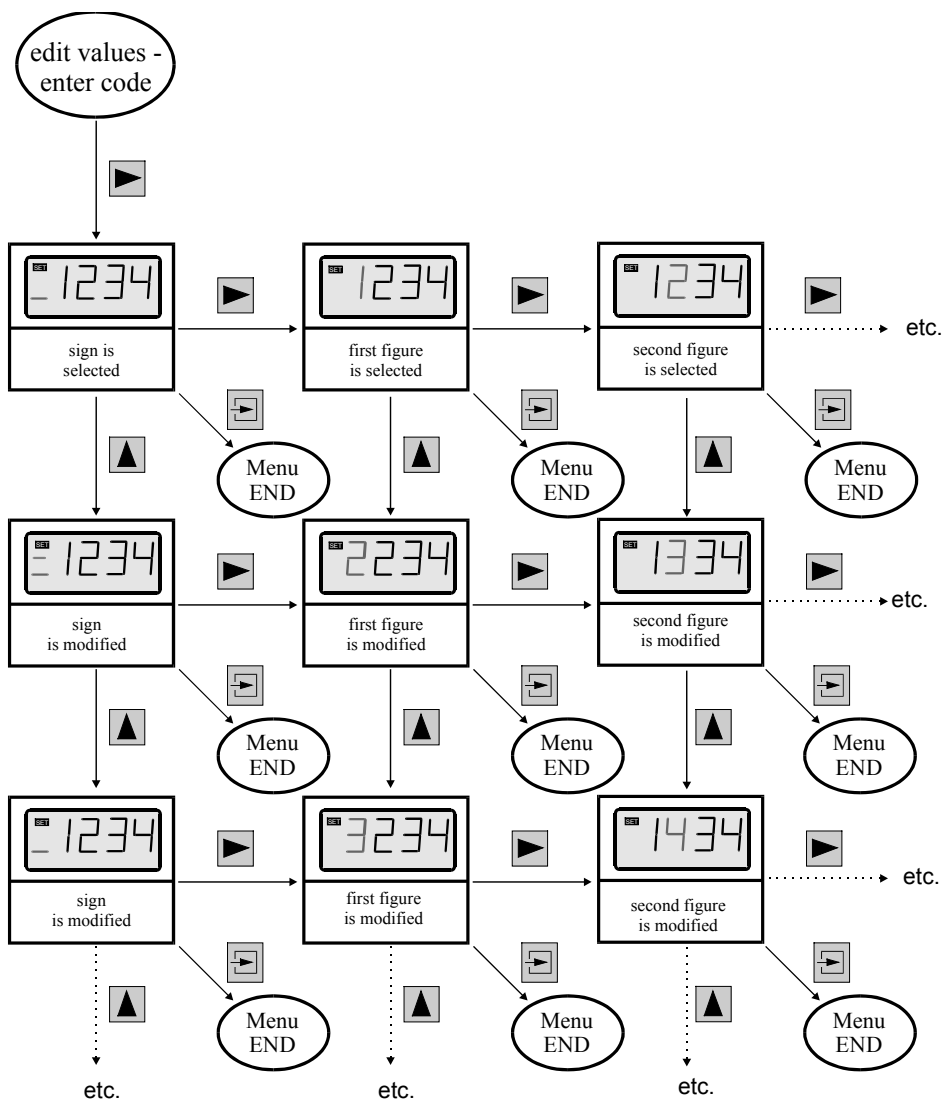 edit values -
enter code
SET _ 1234
SET 1234
SET 1234
etc.
sign is
selected
first figure
is selected
second figure
is selected
Menu
END
Menu
END
Menu
END
SET 1234
SET 2234
SET 1334
etc.
sign
is modified
first figure
is modified
second figure
is modified
Menu
END
Menu
END
Menu
END
SET _ 1234
SET 3234
SET 1434
etc.
sign
is modified
first figure
is modified
second figure
is modified
Menu
END
Menu
END
Menu
END
etc.
etc.
etc.